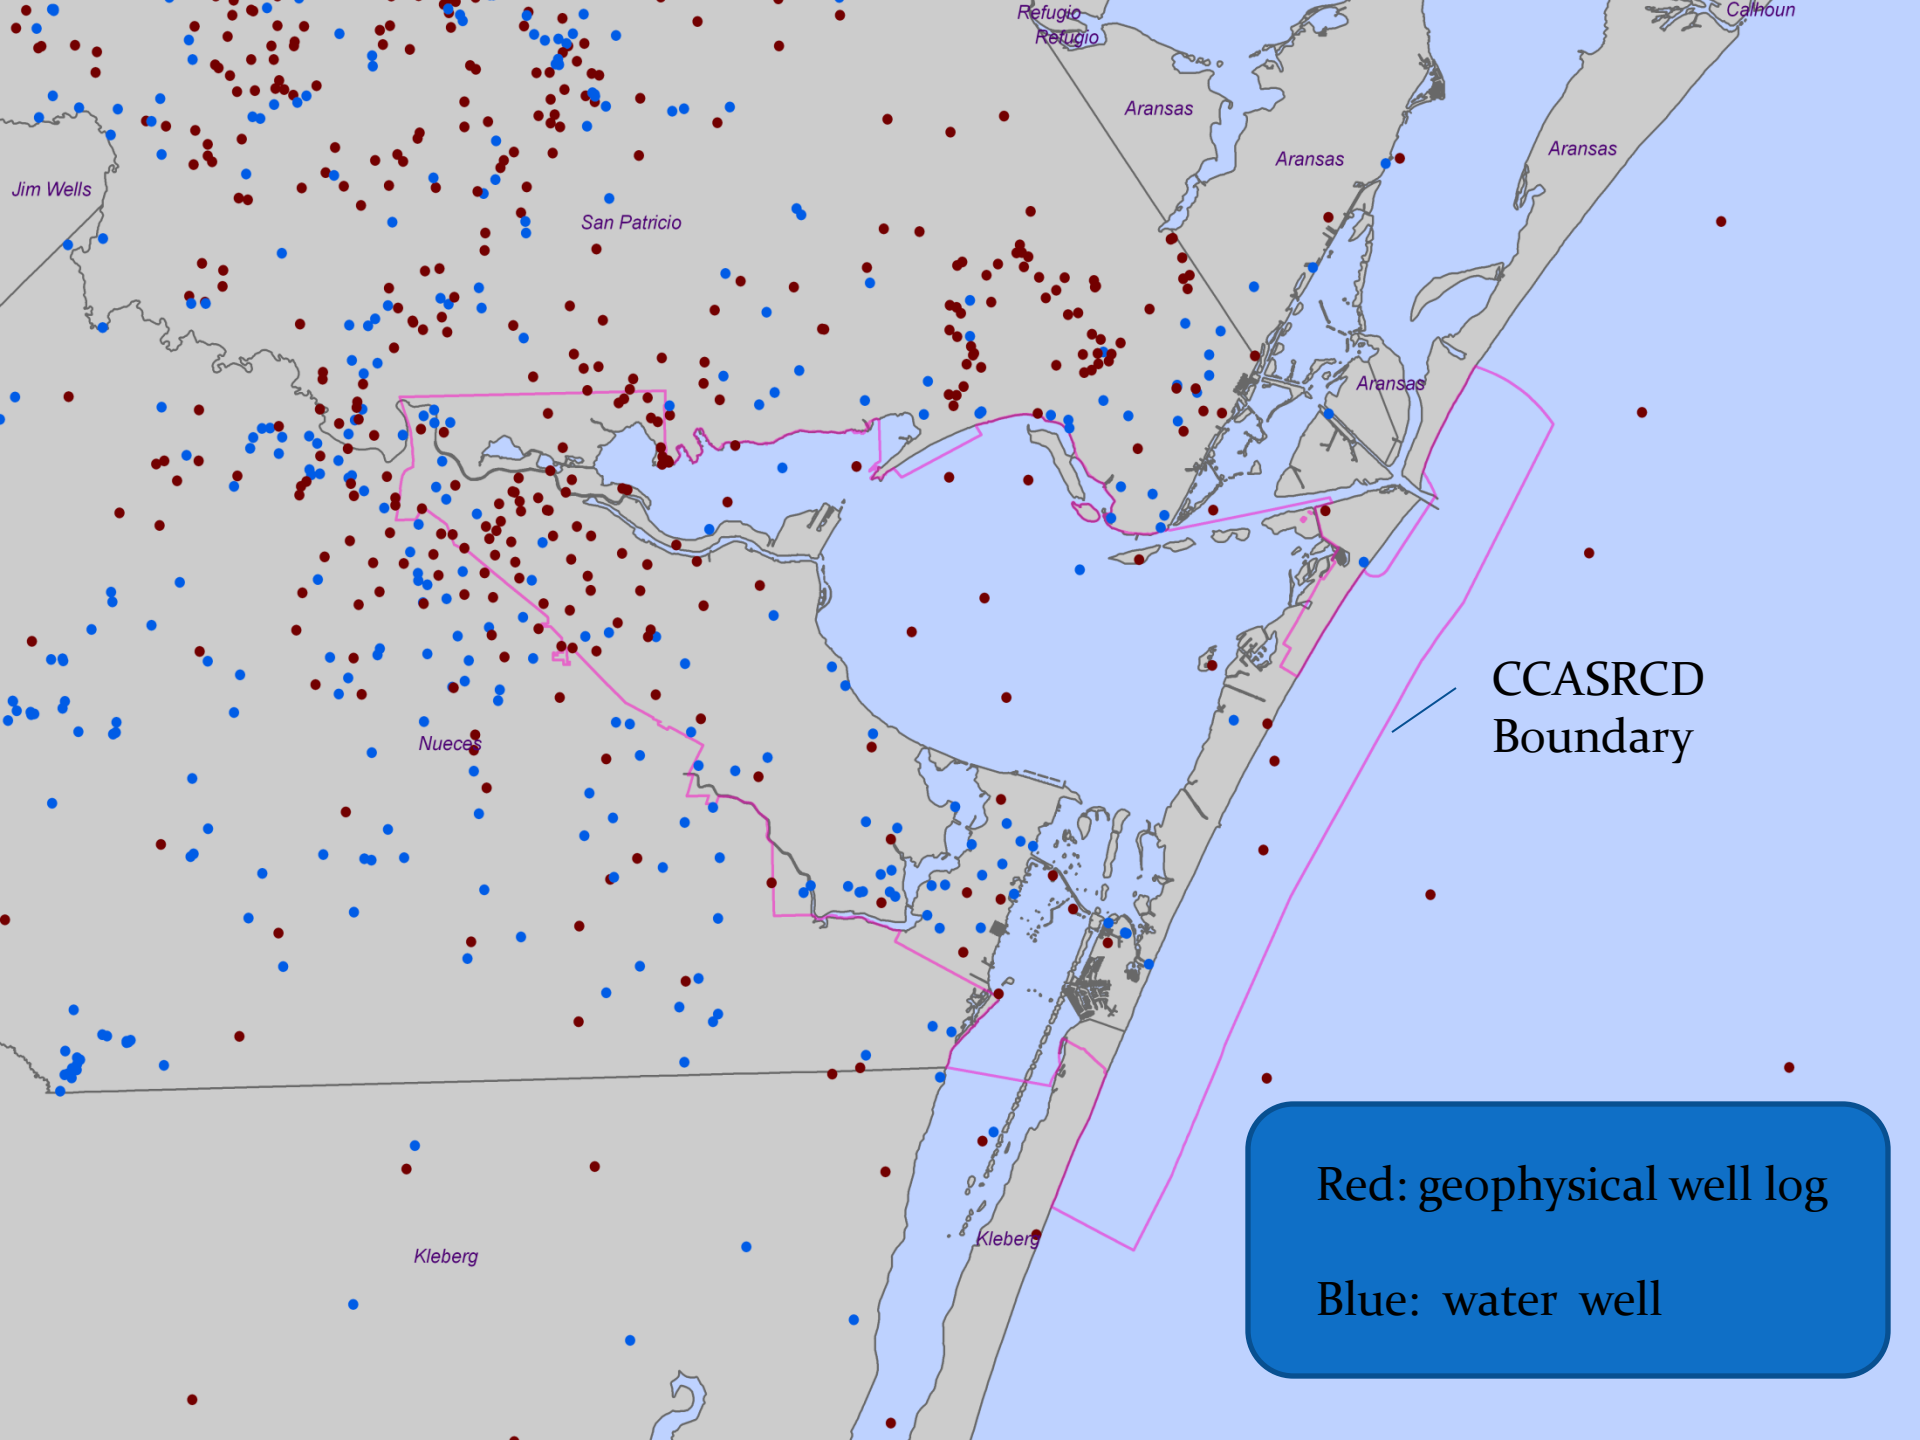 Refugio
Calhoun
Refugio
Aransas
Aransas
Aransas
Jim Wells
San Patricio
Aransas
CCASRCD
Boundary
Nueces
Red: geophysical well log
Kleberg
Kleberg
Blue: water well